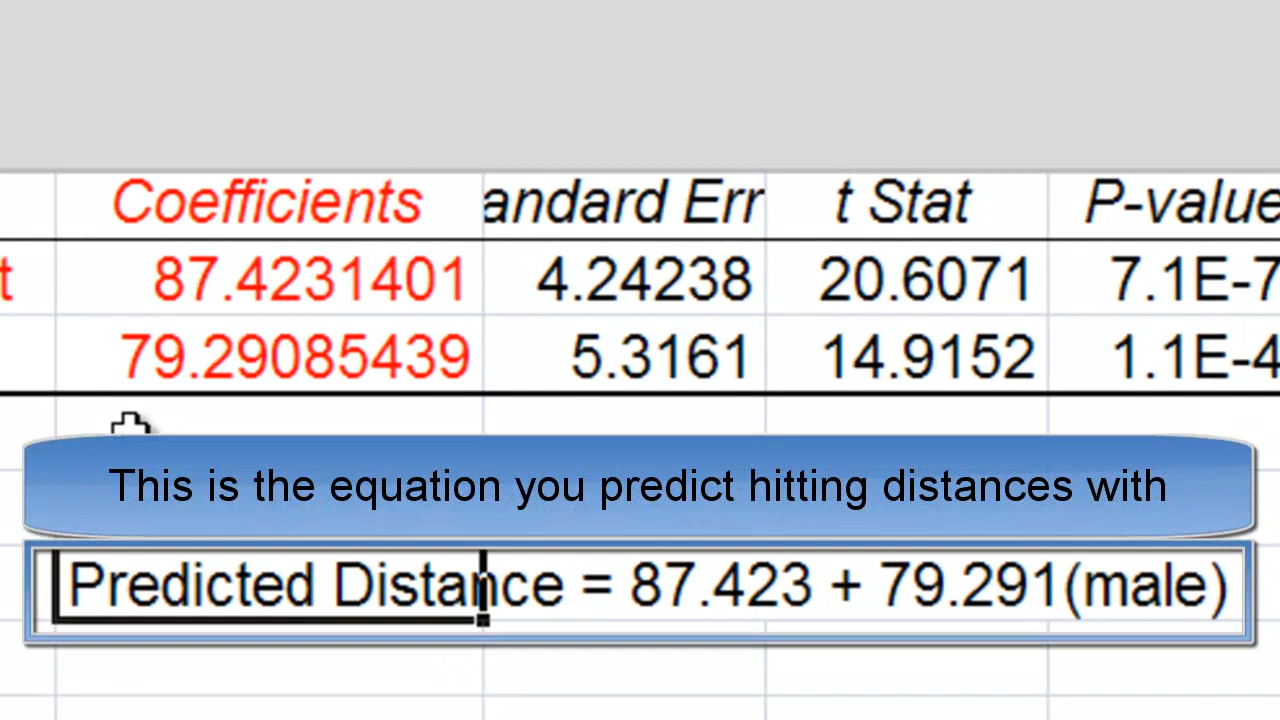 Coefficients andard Err t Stat P-value
t 87.4231401 4.24238 20.6071 7.1E-7
79.29085439 5.3161 14.9152 1.1E-4
This is the equation you predict hitting distances with
Predicted Distance = 87.423 + 79.291(male)